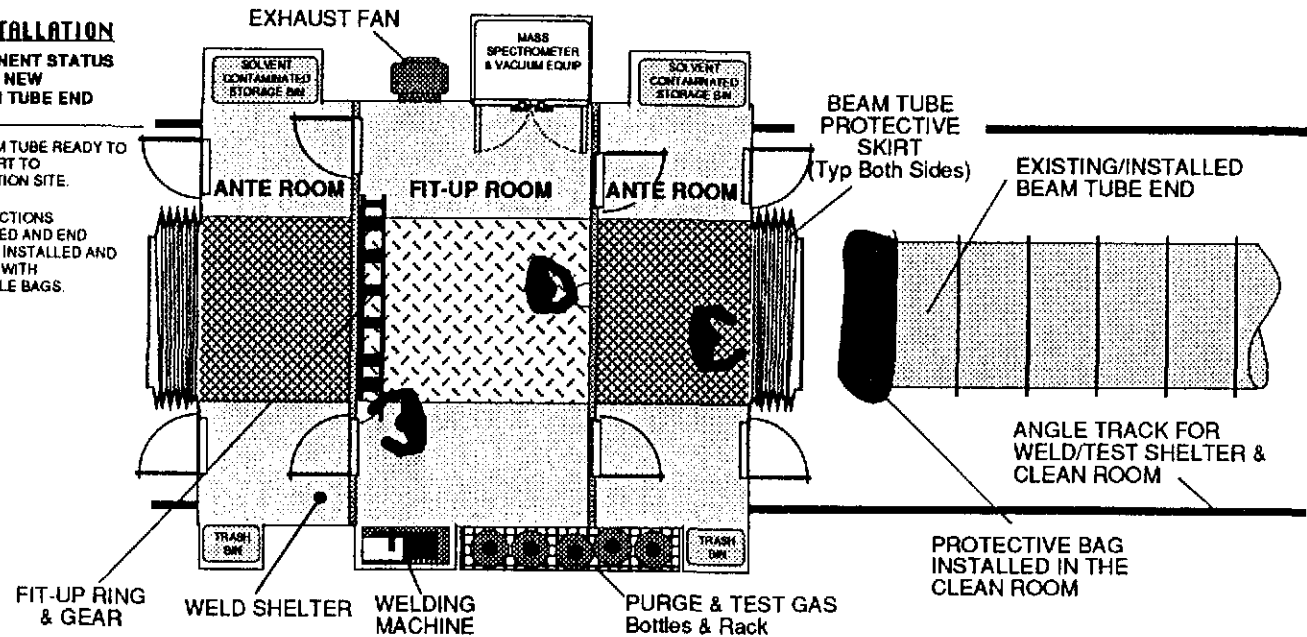 TALLATION
NENT STATUS
NEW
TUBE END
M TUBE READY TO
RT TO
TION SITE.
CTIONS
ED AND END
INSTALLED AND
WITH
LE BAGS.
EXHAUST FAN
MASS
SPECTROMETER
& VACUUM EQUIP
SOLVENT
CONTAMINATED
STORAGE BIN
SOLVENT
CONTAMINATED
STORAGE BIN
BEAM TUBE
PROTECTIVE
SKIRT
(Typ Both Sides)
EXISTING/INSTALLED
BEAM TUBE END
ANTE ROOM
FIT-UP ROOM
ANTE ROOM
ANGLE TRACK FOR
WELD/TEST SHELTER &
CLEAN ROOM
TRASH
BIN
TRASH
BIN
PROTECTIVE BAG
INSTALLED IN THE
CLEAN ROOM
FIT-UP RING
& GEAR
WELD SHELTER
WELDING
MACHINE
PURGE & TEST GAS
Bottles & Rack